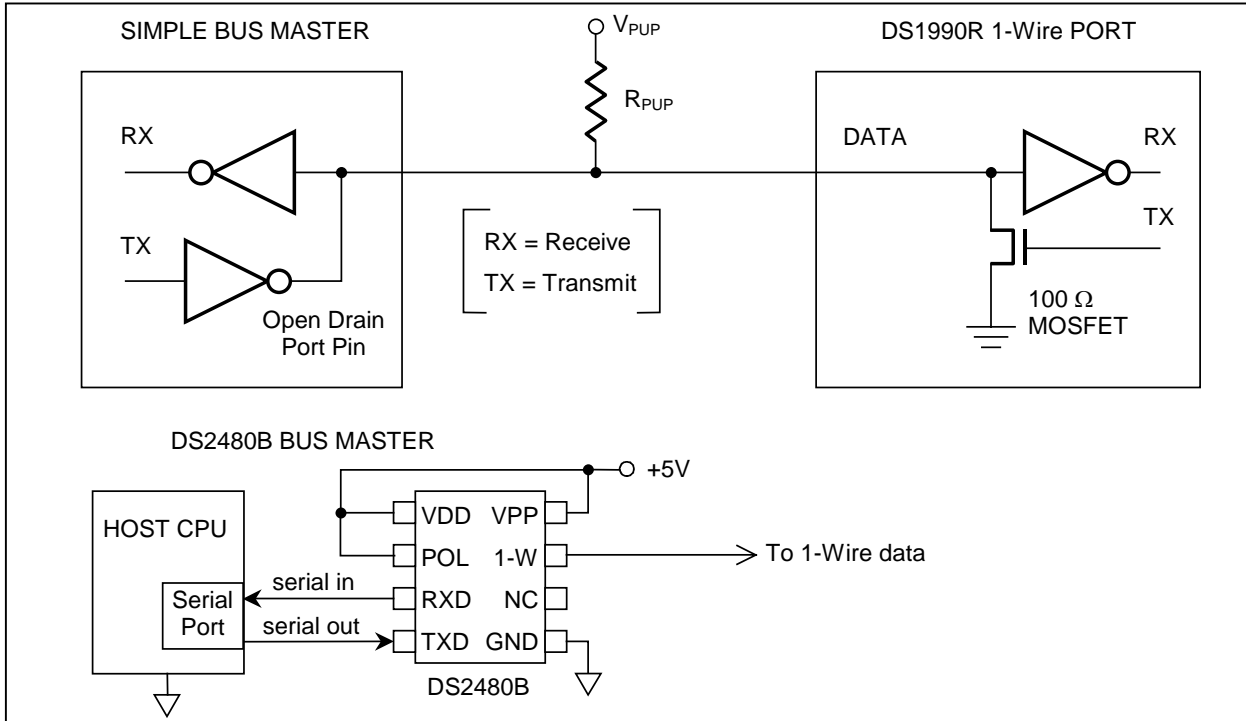 SIMPLE BUS MASTER
VPUP
DS1990R 1-Wire PORT
RPUP
RX
DATA
RX
TX
RX = Receive
TX = Transmit
TX
Open Drain
Port Pin
100 Ω
MOSFET
DS2480B BUS MASTER
+5V
HOST CPU
VDD VPP
POL 1-W
To 1-Wire data
serial in
RXD NC
Serial
Port
serial out
TXD GND
DS2480B